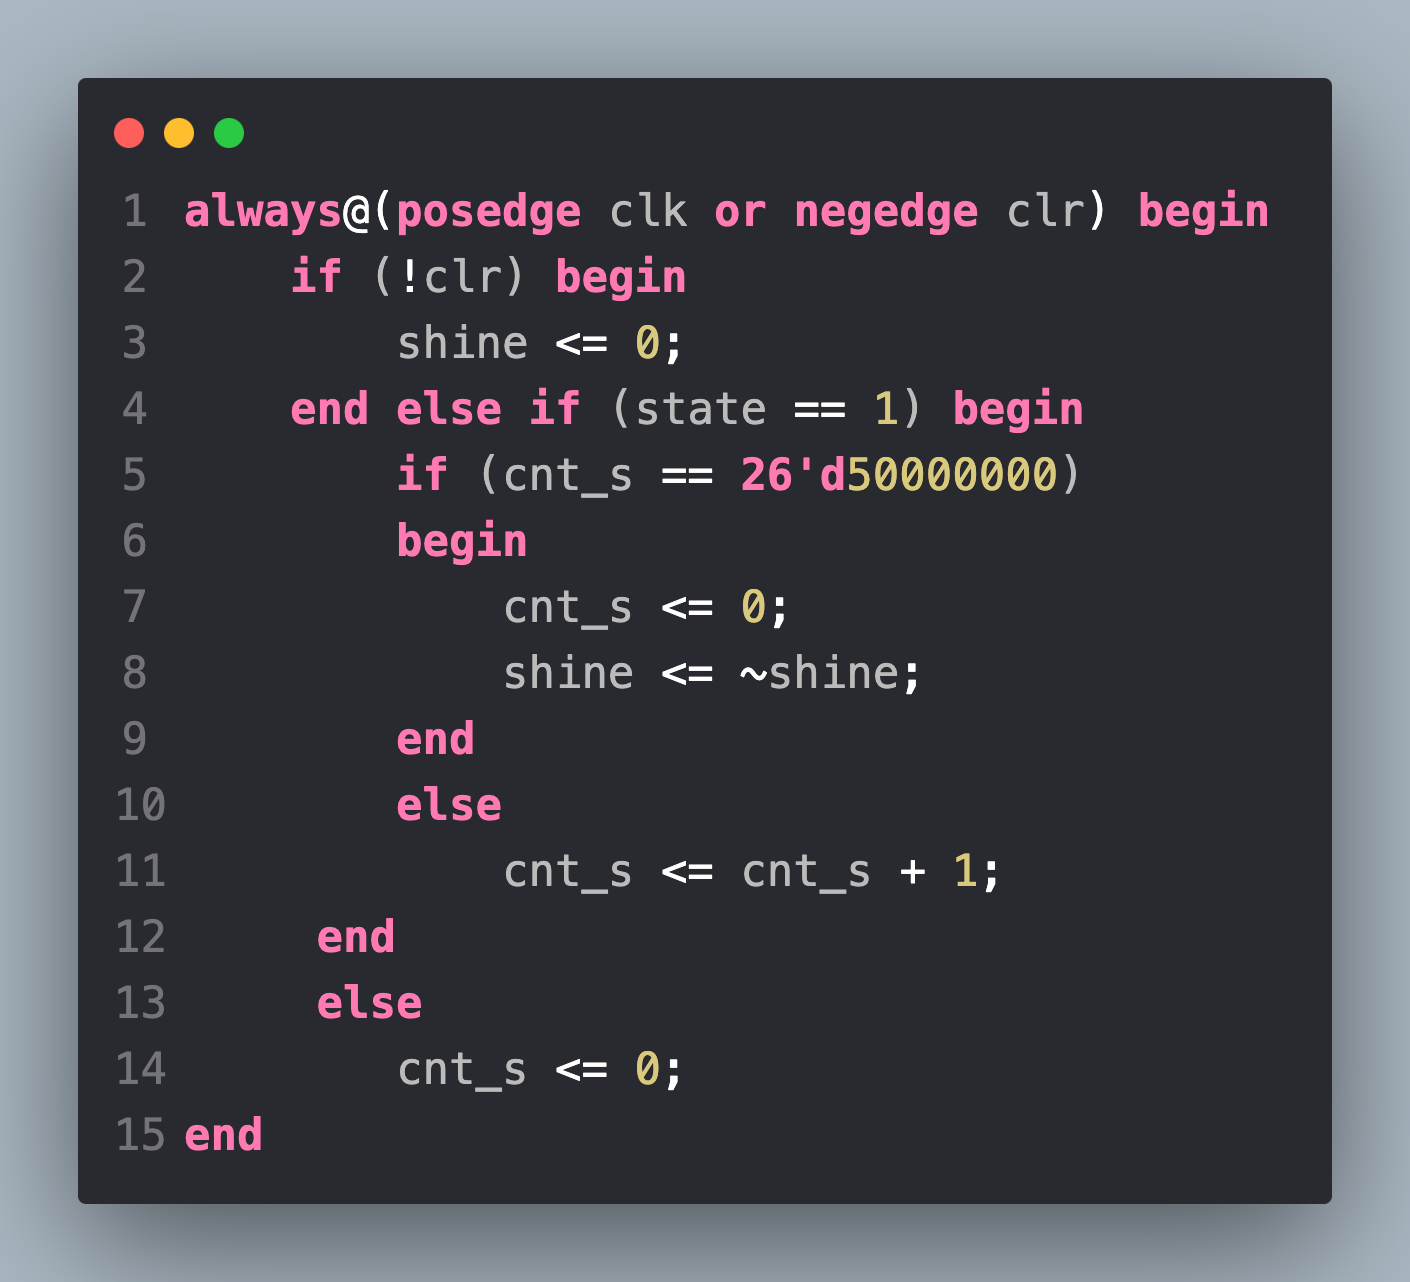 1 always@(posedge clk or negedge clr) begin
2     if (!clr) begin
3         shine <= 0;
4     end else if (state == 1) begin
5         if (cnt_s == 26'd50000000)
6         begin
7             cnt_s <= 0;
8             shine <= ~shine;
9         end
10         else
11             cnt_s <= cnt_s + 1;
12      end
13      else
14         cnt_s <= 0;
15 end